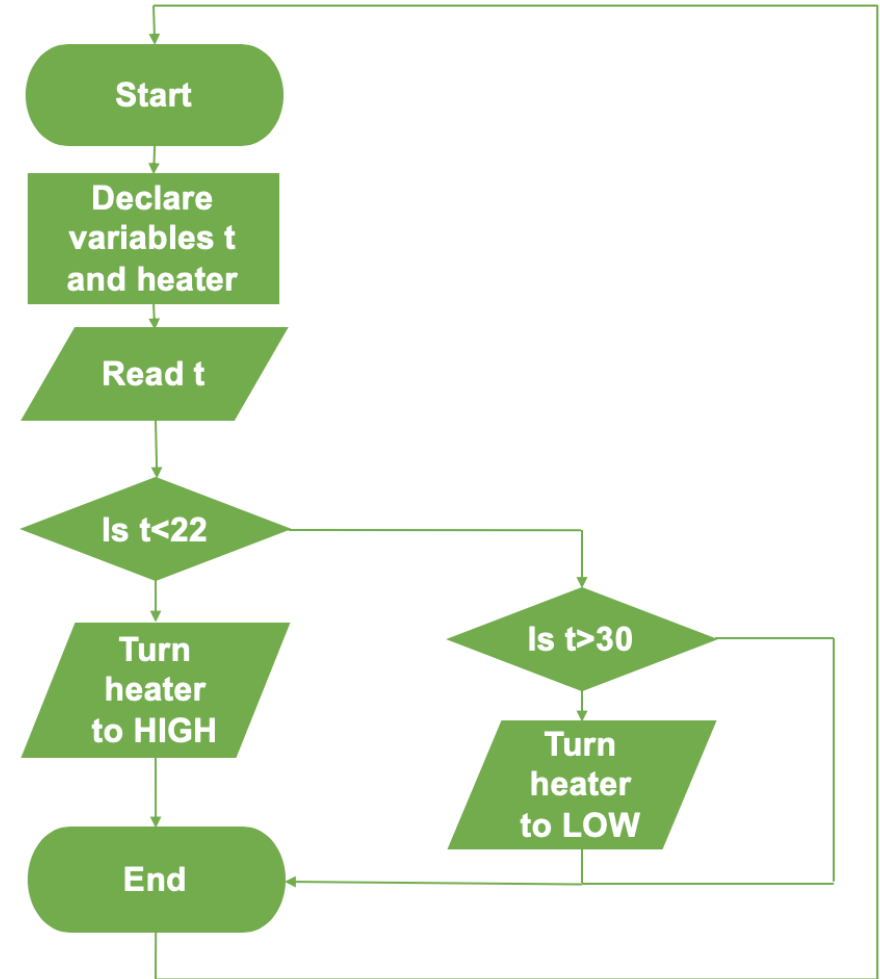 Start
Declare
variables t
and heater
Read t
Is t<22
Turn
heater
to HIGH
Is t>30
Turn
heater
to LOW
End